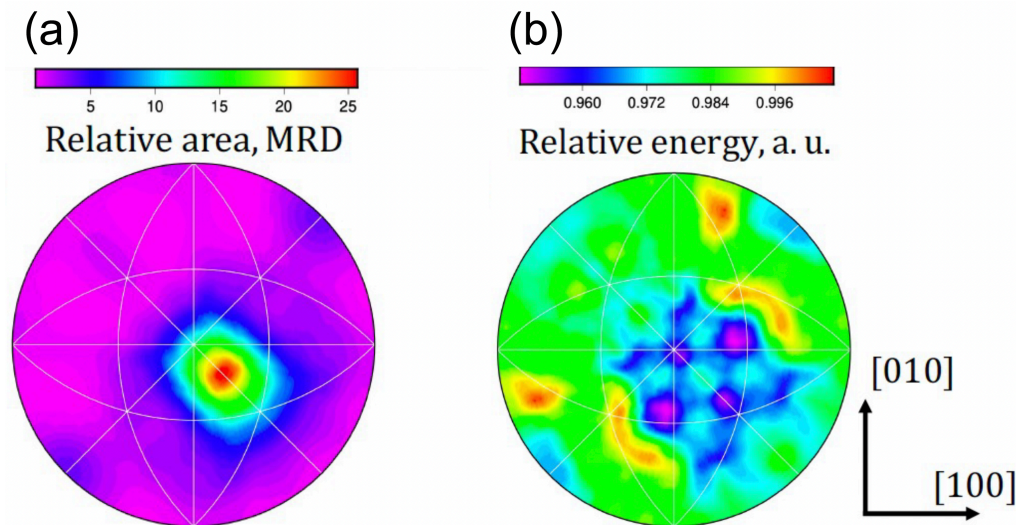 (a)
5 10 15 20 25
Relative area, MRD
(b)
0.960 0.972 0.984 0.996
Relative energy, a. u.
[010]
[100]